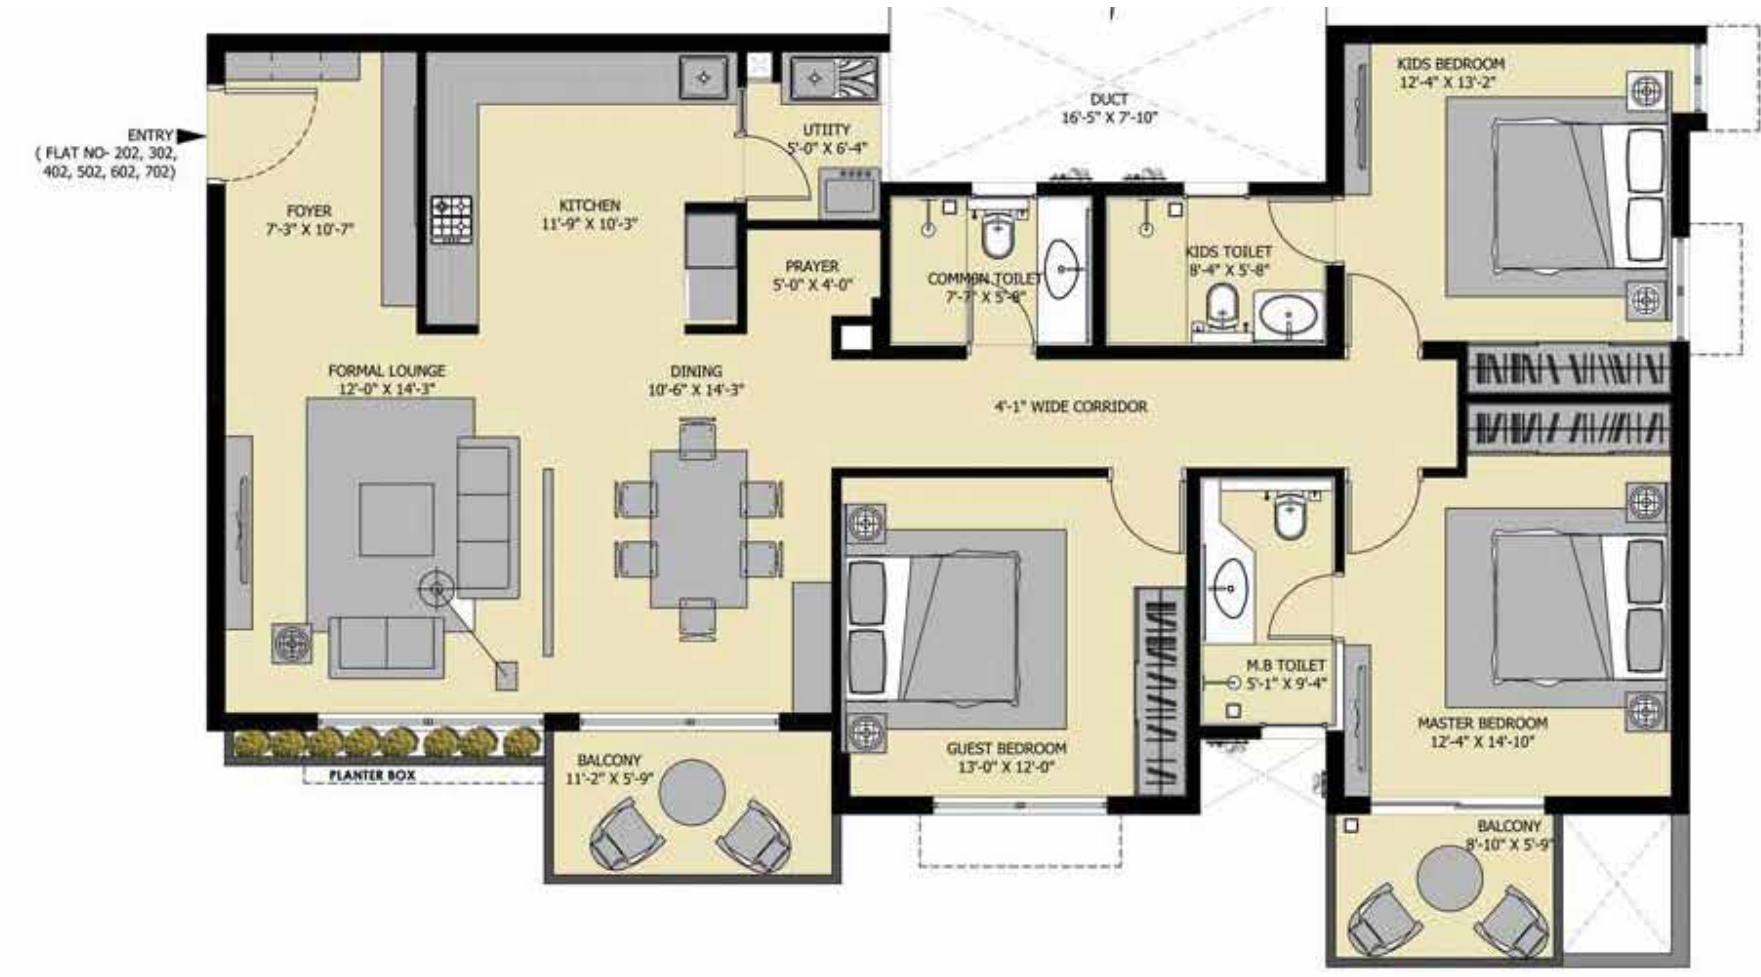 ENTRY
( FLAT NO- 202, 302,
402, 502, 602, 702)
FOYER
7'-3" X 10'-7"
KITCHEN
11'-9" X 10'-3"
UTIITY
5'-0" X 6'-4"
PRAYER
5'-0" X 4'-0"
DUCT
16'-5" X 7'-10"
COMMON TOILET
7'-7" X 5'-8"
KIDS TOILET
8'-4" X 5'-8"
KIDS BEDROOM
12'-4" X 13'-2"
FORMAL LOUNGE
12'-0" X 14'-3"
DINING
10'-6" X 14'-3"
4'-1" WIDE CORRIDOR
M.B TOILET
5'-1" X 9'-4"
MASTER BEDROOM
12'-4" X 14'-10"
GUEST BEDROOM
13'-0" X 12'-0"
BALCONY
11'-2" X 5'-9"
PLANTER BOX
BALCONY
8'-10" X 5'-9"